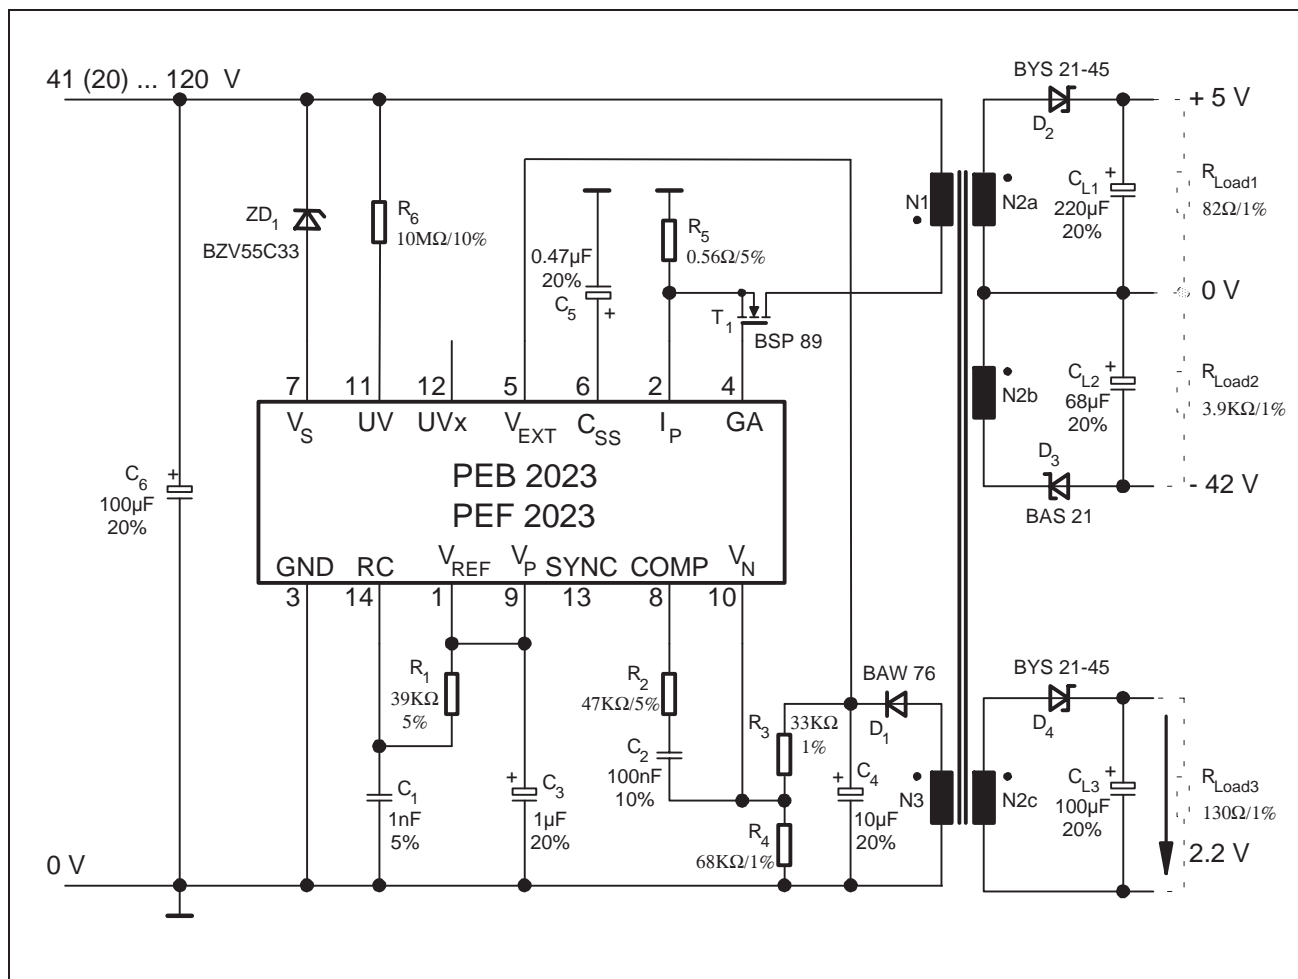 41 (20) ... 120 V
BYS 21-45
D2
+ 5 V
ZD1
BZV55C33
R6
10MΩ/10%
0.47µF
20%
C5
R5
0.56Ω/5%
T1
BSP 89
N1
N2a
CL1
220µF
20%
RLoad1
82Ω/1%
0 V
N2b
CL2
68µF
20%
RLoad2
3.9KΩ/1%
D3
BAS 21
- 42 V
7
11
12
5
6
2
4
VS
UV
UVx
VEXT
CSS
IP
GA
PEB 2023
PEF 2023
GND
RC
VREF
VP
SYNC
COMP
VN
3
14
1
9
13
8
10
C6
+
100µF
20%
R1
39KΩ
5%
R2
47KΩ/5%
C2
100nF
10%
R3
33KΩ
1%
BAW 76
D1
BYS 21-45
D4
C1
1nF
5%
C3
1µF
20%
R4
68KΩ/1%
C4
10µF
20%
N3
N2c
CL3
100µF
20%
RLoad3
130Ω/1%
2.2 V
0 V